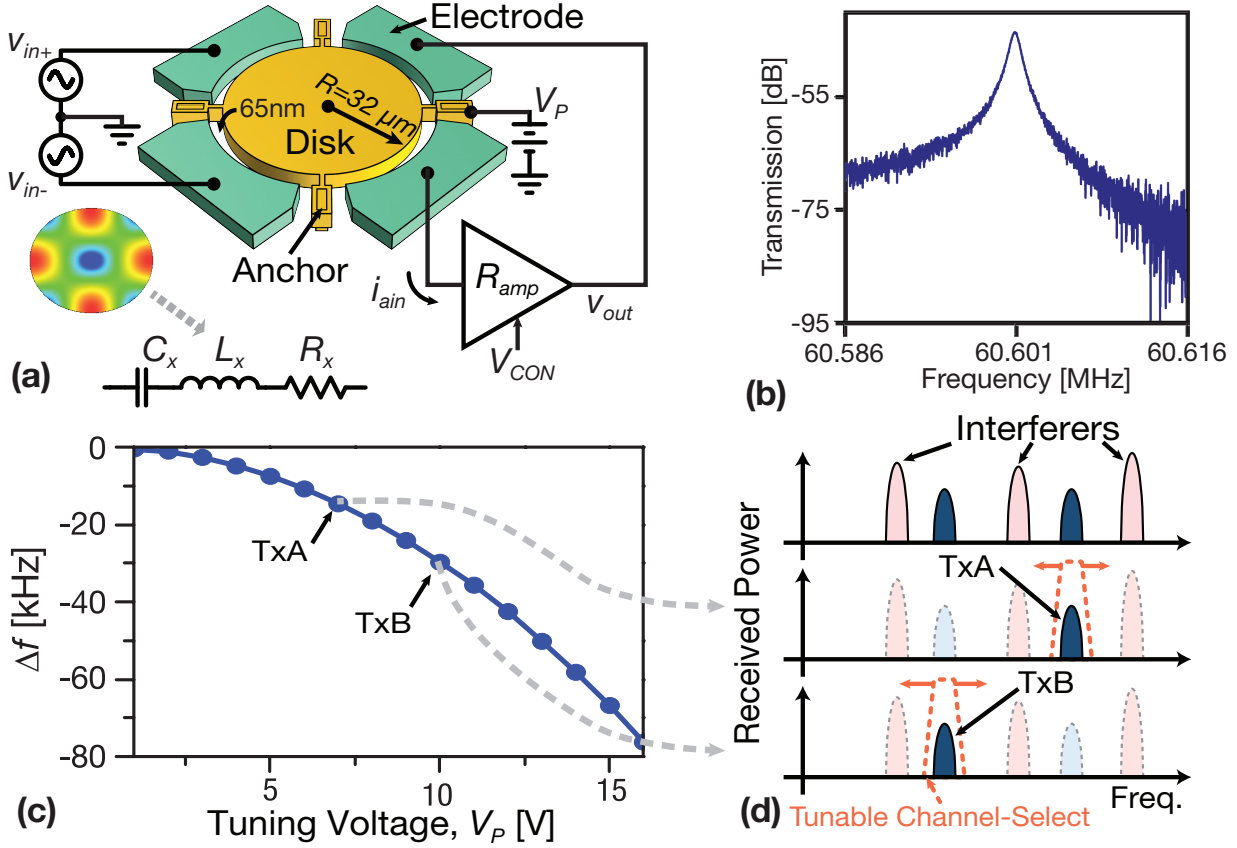 Electrode
v_in+
65nm
R=32 μm
V_P
Disk
v_in-
Anchor
i_ain
R_amp
v_out
V_CON
C_x L_x R_x
(a)
Transmission [dB]
-55
-75
-95
60.586 60.601 60.616
Frequency [MHz]
(b)
Δf [kHz]
0
-20
-40
-60
-80
TxA
TxB
5 10 15
Tuning Voltage, V_P [V]
(c)
Received Power
Interferers
TxA
TxB
Freq.
Tunable Channel-Select
(d)